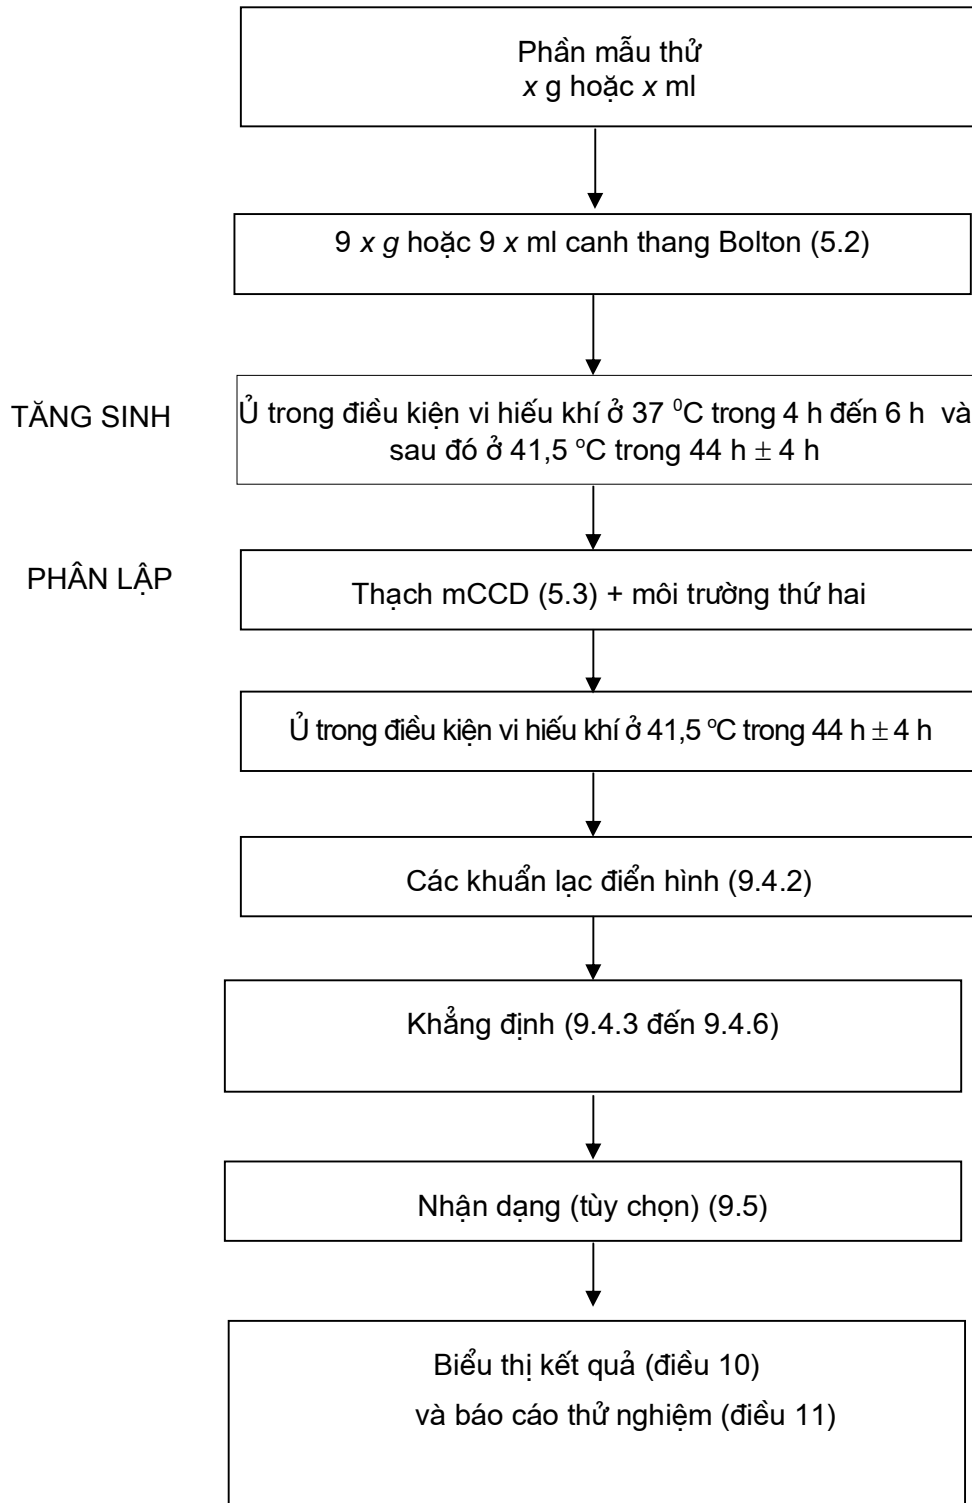 Phần mẫu thử
x g hoặc x ml
9 x g hoặc 9 x ml canh thang Bolton (5.2)
TĂNG SINH
Ủ trong điều kiện vi hiếu khí ở 37 ⁰C trong 4 h đến 6 h và
sau đó ở 41,5 °C trong 44 h ± 4 h
PHÂN LẬP
Thạch mCCD (5.3) + môi trường thứ hai
Ủ trong điều kiện vi hiếu khí ở 41,5 °C trong 44 h ± 4 h
Các khuẩn lạc điển hình (9.4.2)
Khẳng định (9.4.3 đến 9.4.6)
Nhận dạng (tùy chọn) (9.5)
Biểu thị kết quả (điều 10)
và báo cáo thử nghiệm (điều 11)